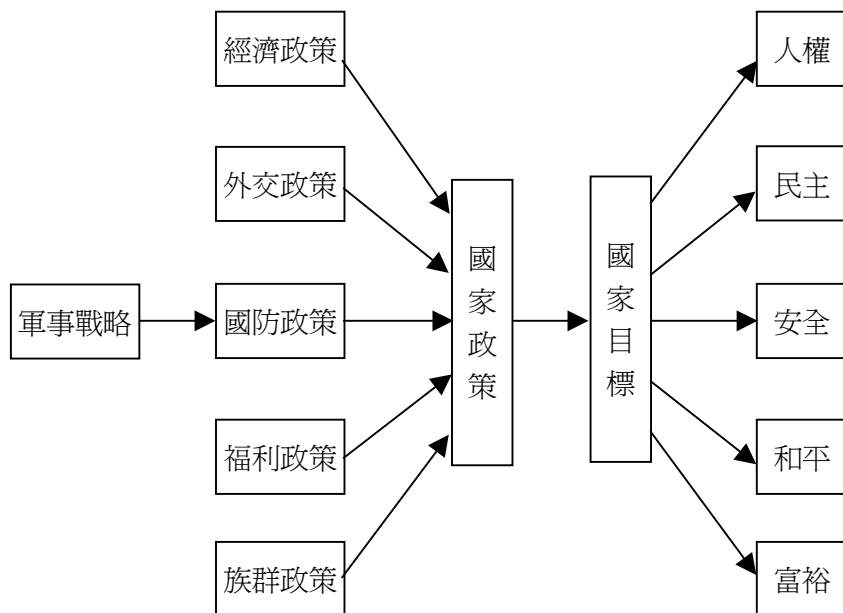 經濟政策
人權
外交政策
民主
國家政策
國家目標
軍事戰略
國防政策
安全
福利政策
和平
族群政策
富裕